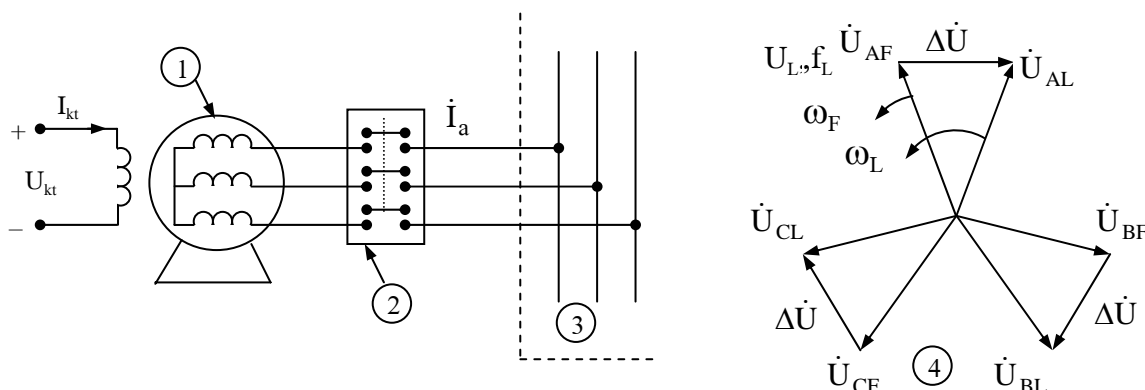 1
I_kt
+
U_kt
−
2
İ_a
3
U_L:,f_L
U̇_AF
ΔU̇
U̇_AL
ω_F
ω_L
U̇_CL
U̇_BF
ΔU̇
ΔU̇
U̇_CF
4
U̇_BL